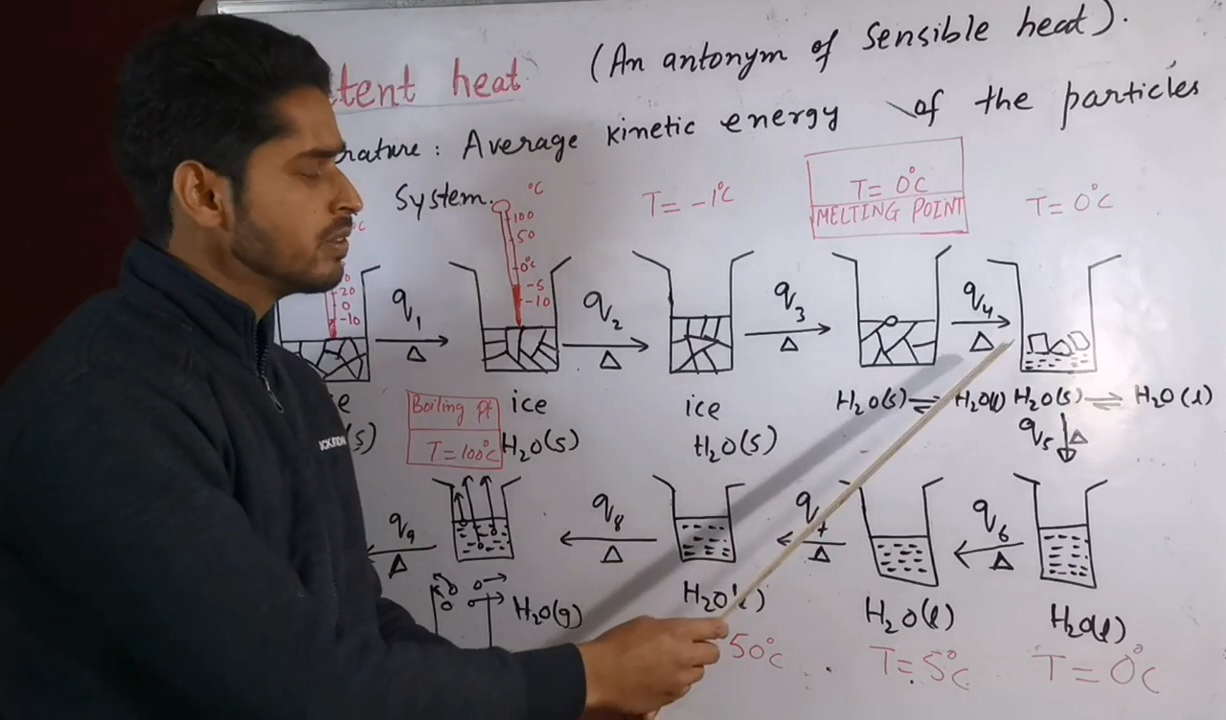 tent heat (An antonym of sensible heat).
rature: Average kinetic energy of the particles
System.
°C
100
50
0°c
-5
-10
T= -1°c
T= 0°c
MELTING POINT
T= 0°c
°C
20
0
-10
q1
Δ
q2
Δ
q3
Δ
q4
Δ
ice
H2O(s)
ice
H2O(s)
H2O(s) ⇌ H2O(l)
H2O(s) ⇌ H2O(l)
q5 Δ
Boiling pt
T= 100°c
(s)
q9
Δ
q8
Δ
Δ
q6
Δ
H2O(g)
H2O(l)
H2O(l)
50°c
T= 5°c
T= 0°c